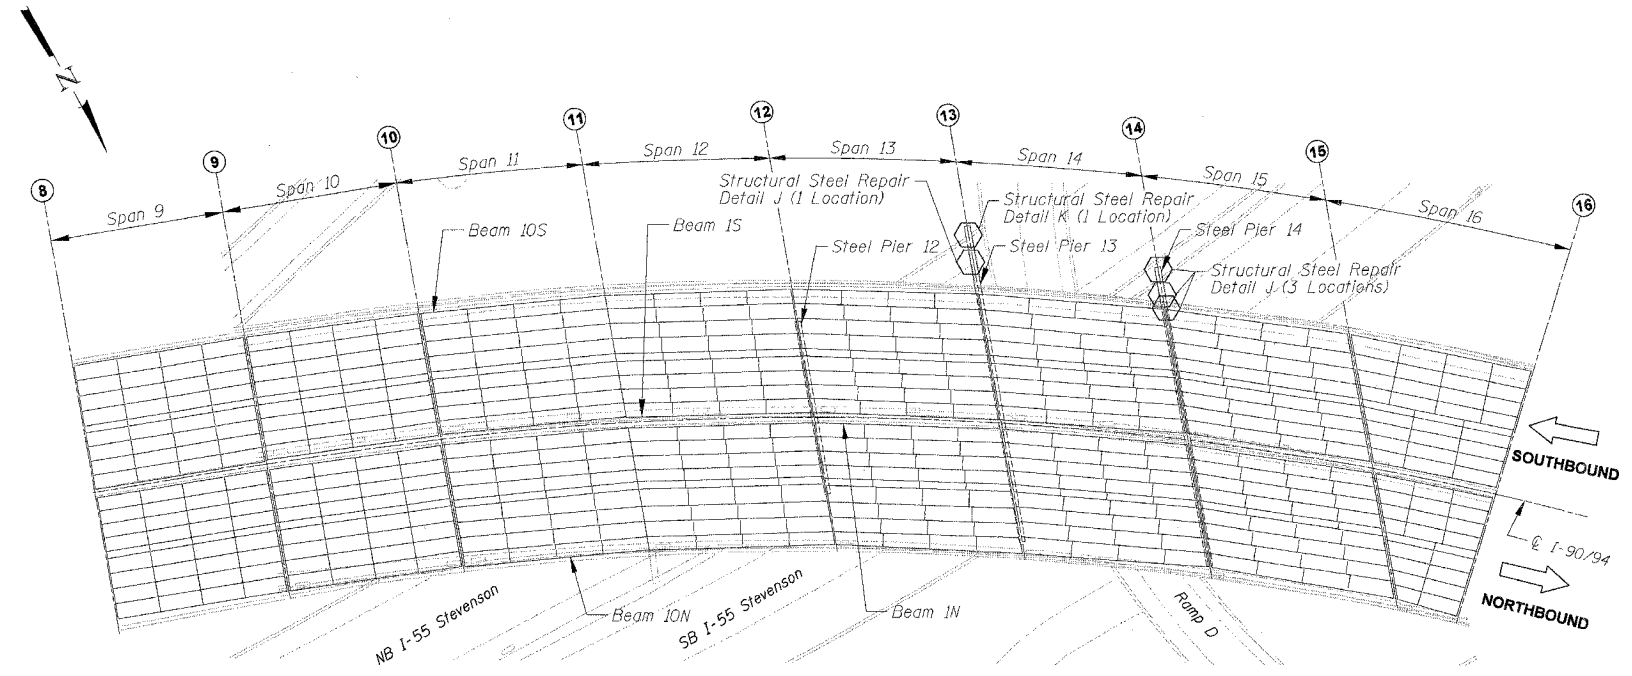 N
8
9
10
11
12
13
14
15
16
Span 9
Span 10
Span 11
Span 12
Span 13
Span 14
Span 15
Span 16
Structural Steel Repair
Detail J (1 Location)
Structural Steel Repair
Detail K (1 Location)
Beam 10S
Beam 1S
Steel Pier 12
Steel Pier 13
Steel Pier 14
Structural Steel Repair
Detail J (3 Locations)
SOUTHBOUND
℄ I-90/94
NORTHBOUND
NB I-55 Stevenson
Beam 10N
SB I-55 Stevenson
Beam 1N
Ramp D